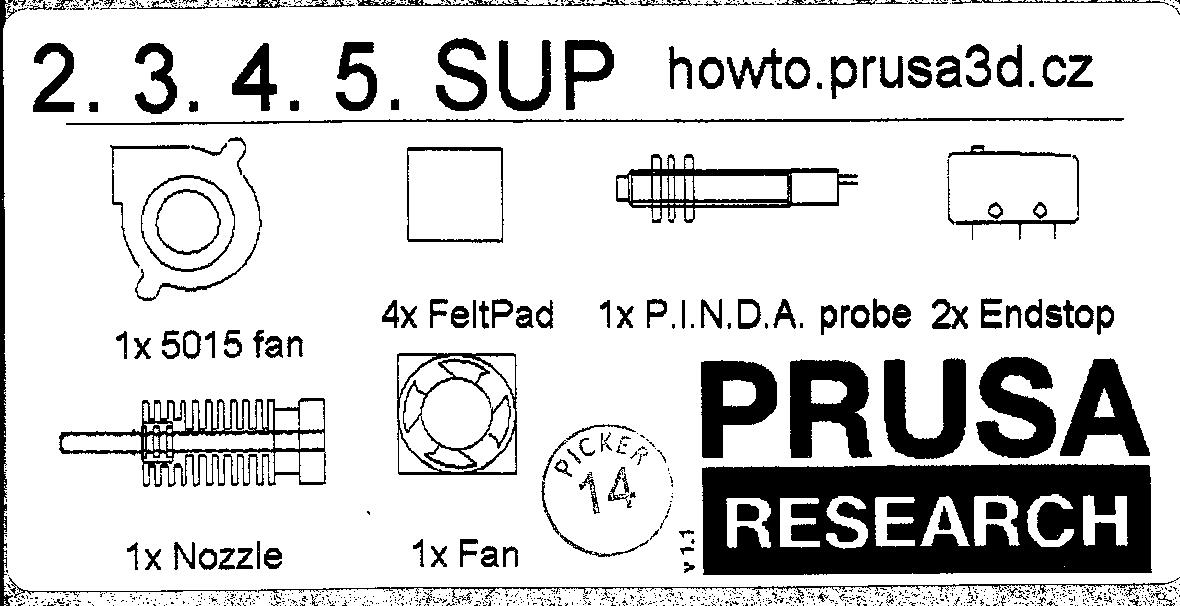 2. 3. 4. 5. SUP howto.prusa3d.cz
1x 5015 fan
4x FeltPad
1x P.I.N.D.A. probe
2x Endstop
1x Nozzle
1x Fan
PICKER
14
v1.1
PRUSA
RESEARCH